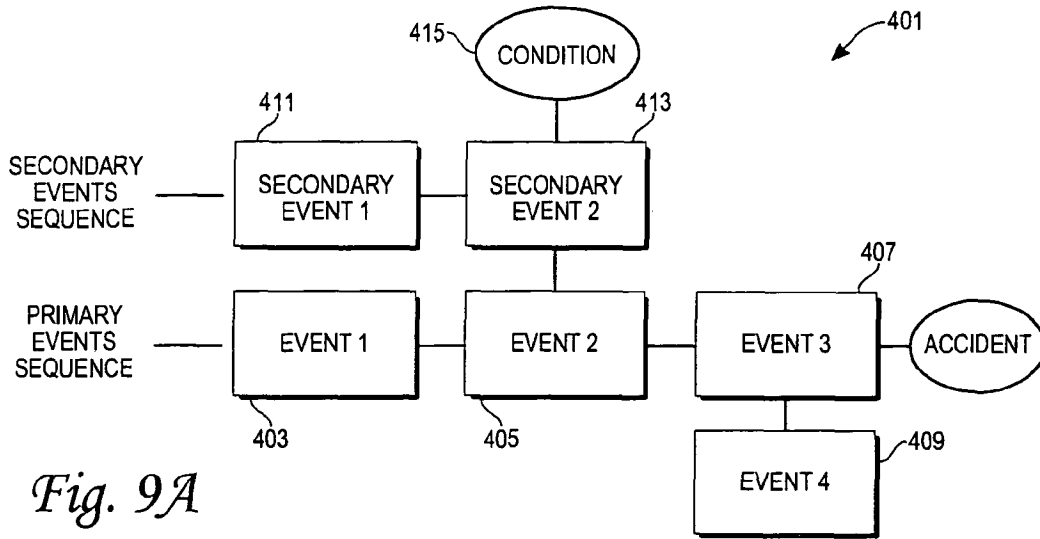 415
CONDITION
401
411
413
SECONDARY
EVENTS
SEQUENCE
SECONDARY
EVENT 1
SECONDARY
EVENT 2
407
PRIMARY
EVENTS
SEQUENCE
EVENT 1
EVENT 2
EVENT 3
ACCIDENT
403
405
409
EVENT 4
Fig. 9A